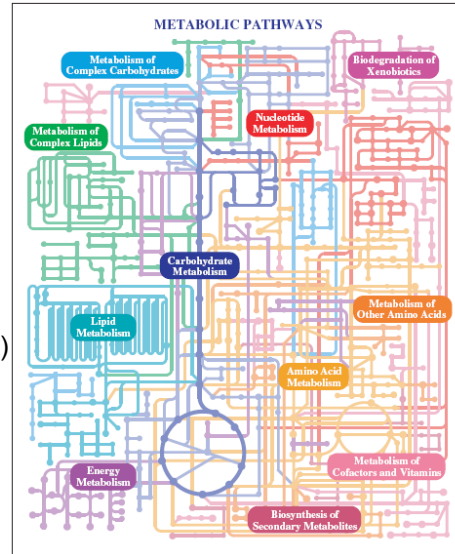 METABOLIC PATHWAYS
Metabolism of
Complex Carbohydrates
Biodegradation of
Xenobiotics
Nucleotide
Metabolism
Metabolism of
Complex Lipids
Carbohydrate
Metabolism
Metabolism of
Other Amino Acids
Lipid
Metabolism
)
Amino Acid
Metabolism
Energy
Metabolism
Metabolism of
Cofactors and Vitamins
Biosynthesis of
Secondary Metabolites